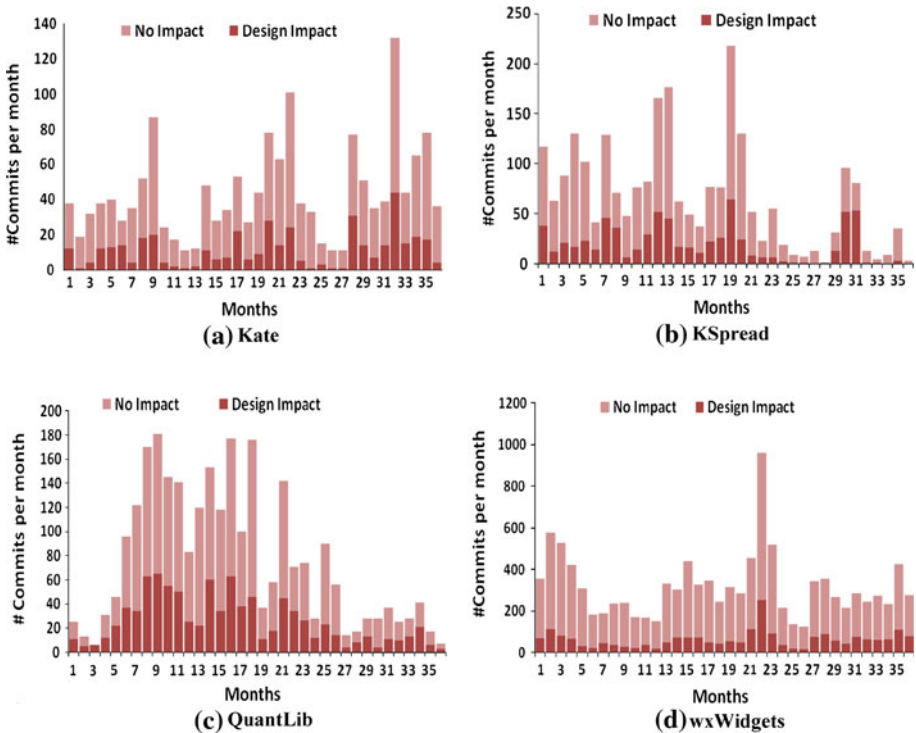 No Impact Design Impact
#Commits per month
140
120
100
80
60
40
20
0
1 3 5 7 9 11 13 15 17 19 21 23 25 27 29 31 33 35
Months
(a) Kate
No Impact Design Impact
#Commits per month
250
200
150
100
50
0
1 3 5 7 9 11 13 15 17 19 21 23 25 27 29 31 33 35
Months
(b) KSpread
No Impact Design Impact
# Commits per month
200
180
160
140
120
100
80
60
40
20
0
1 3 5 7 9 11 13 15 17 19 21 23 25 27 29 31 33 35
Months
(c) QuantLib
No Impact Design Impact
#Commits per month
1200
1000
800
600
400
200
0
1 3 5 7 9 11 13 15 17 19 21 23 25 27 29 31 33 35
Months
(d) wxWidgets